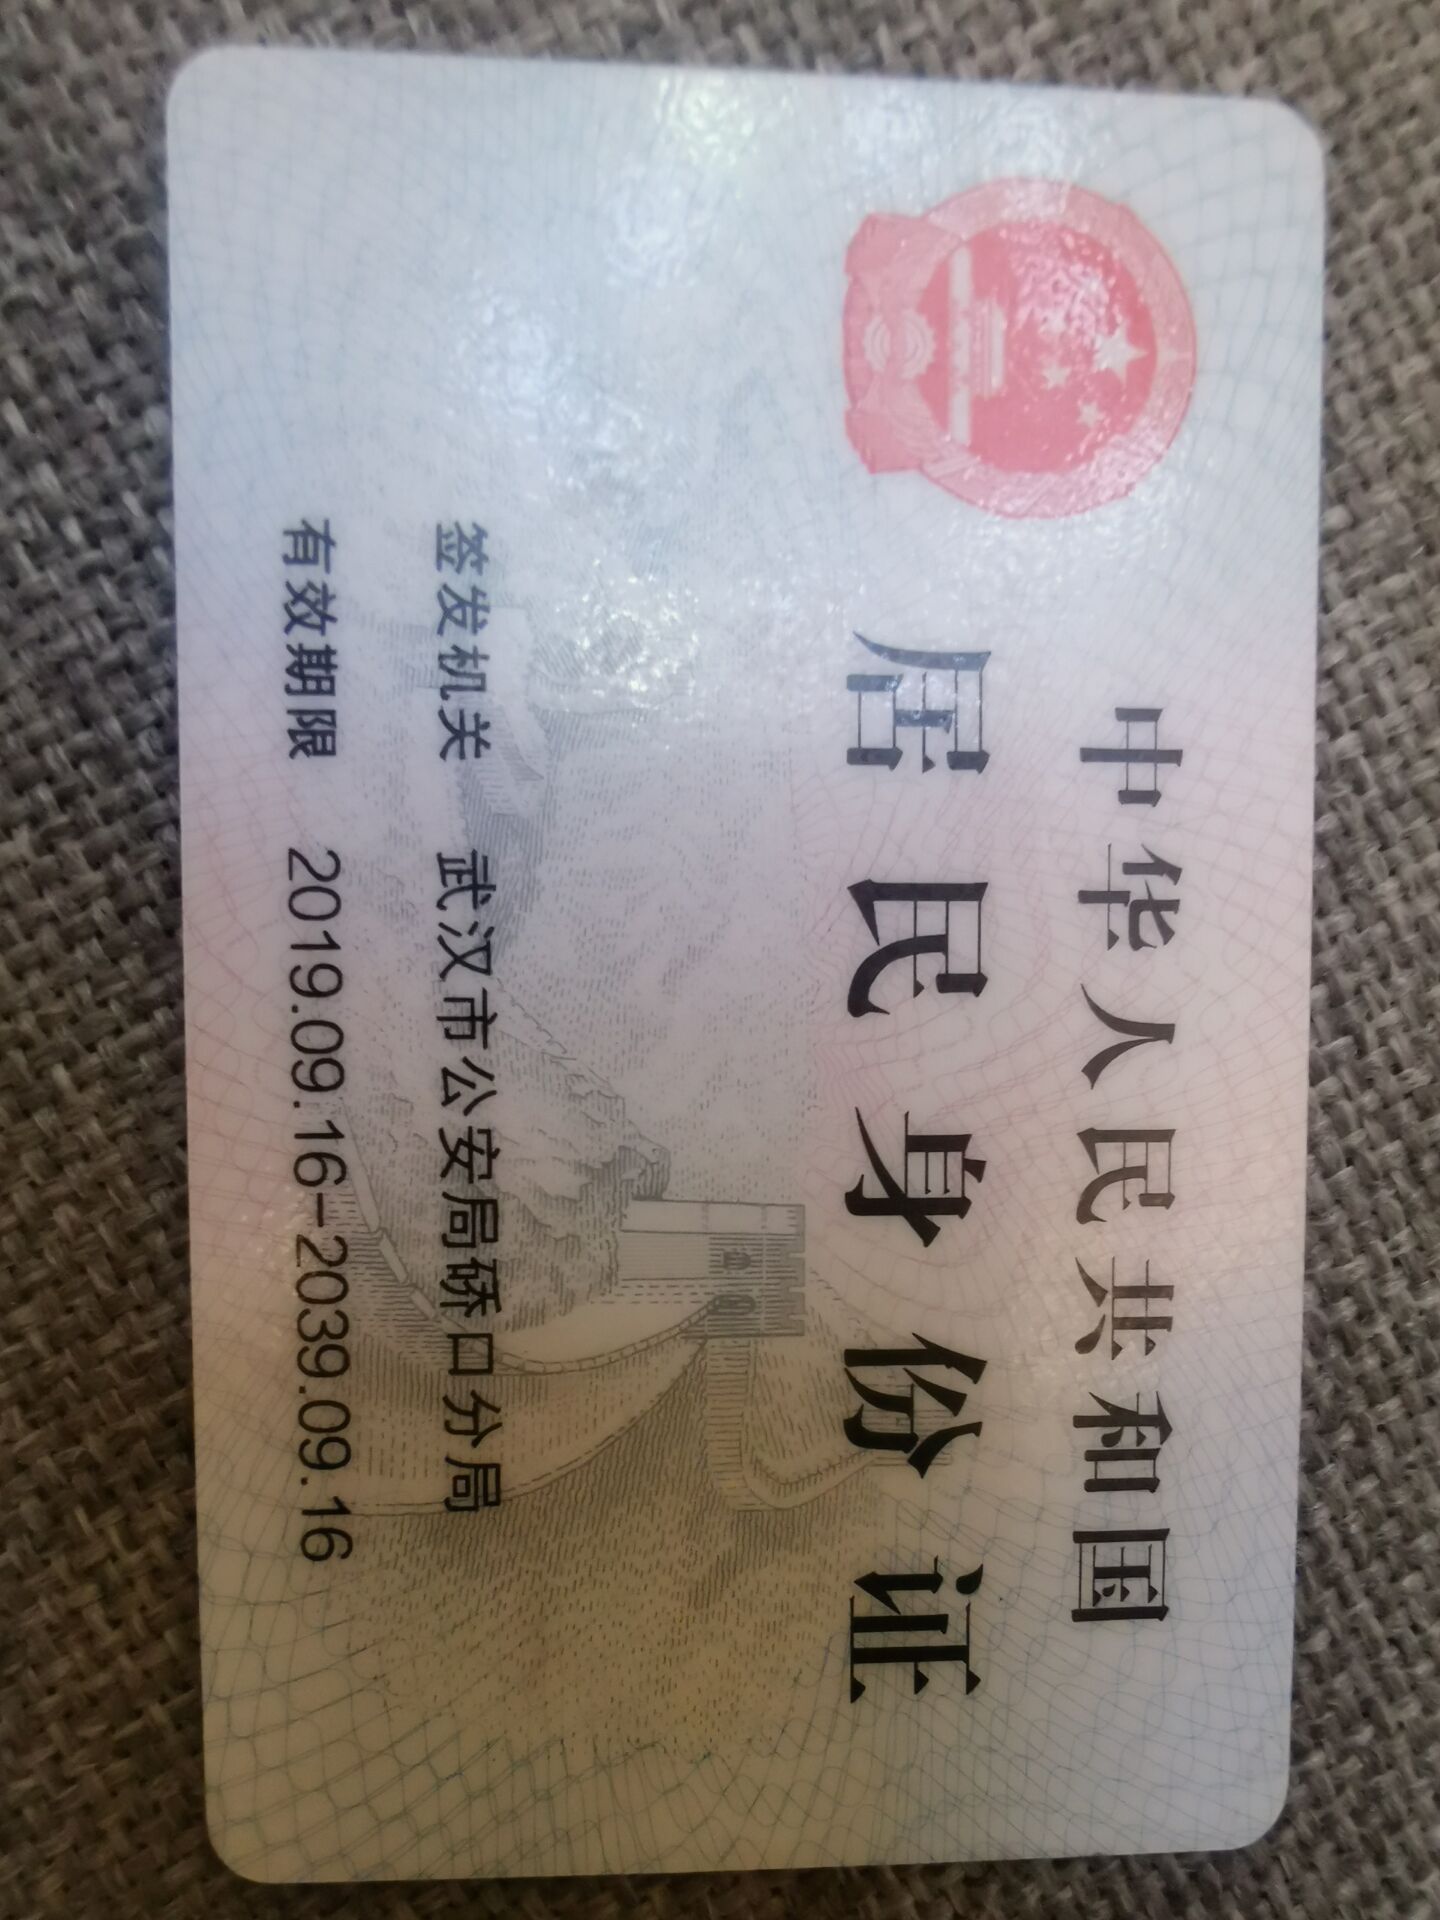 中华人民共和国
居民身份证
签发机关 武汉市公安局硚口分局
有效期限 2019.09.16-2039.09.16